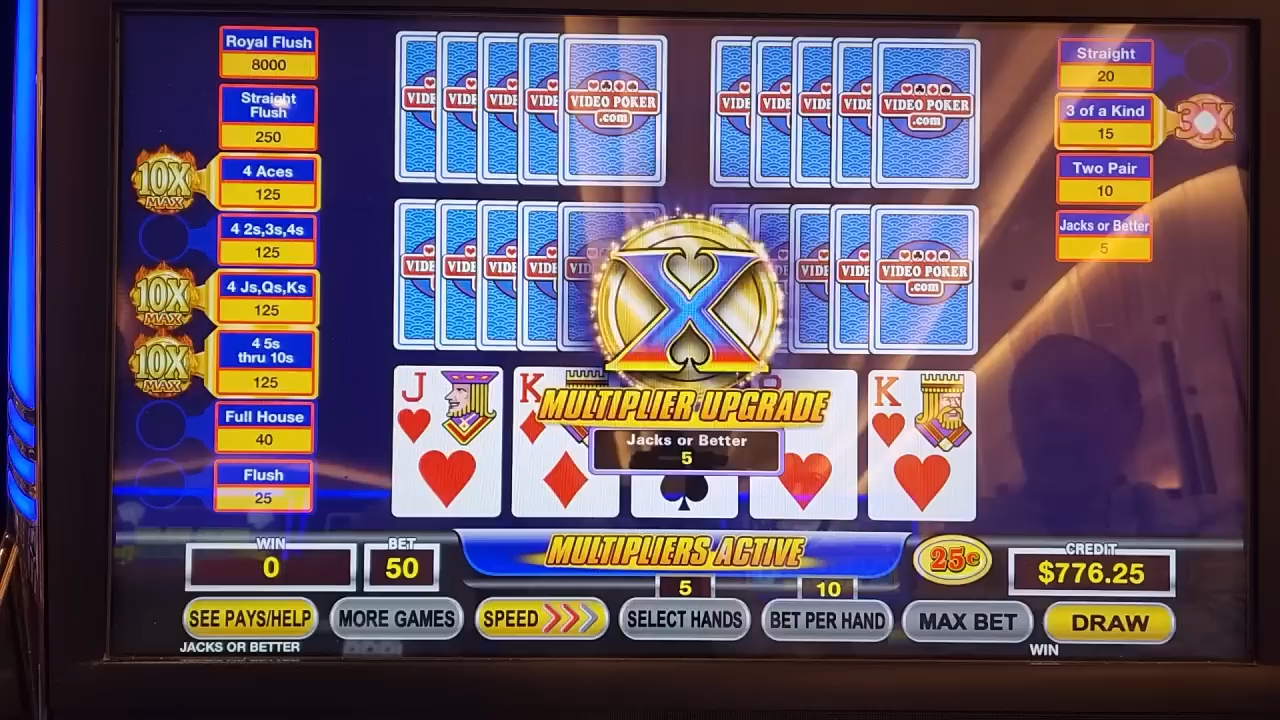 Royal Flush
8000
Straight
Flush
250
10X
MAX
4 Aces
125
4 2s,3s,4s
125
10X
MAX
4 Js,Qs,Ks
125
10X
MAX
4 5s
thru 10s
125
Full House
40
Flush
25
VIDEO POKER
.com
VIDEO POKER
.com
VIDEO POKER
.com
Straight
20
3 of a Kind
15
3X
Two Pair
10
Jacks or Better
5
X
J
K
K
MULTIPLIER UPGRADE
Jacks or Better
5
WIN
0
BET
50
MULTIPLIERS ACTIVE
25¢
CREDIT
$776.25
5
10
SEE PAYS/HELP
MORE GAMES
SPEED
SELECT HANDS
BET PER HAND
MAX BET
DRAW
JACKS OR BETTER
WIN